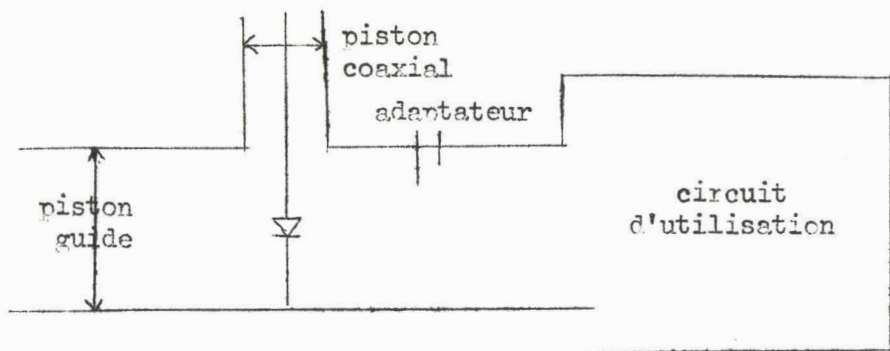 piston
coaxial
adaptateur
piston
guide
circuit
d'utilisation